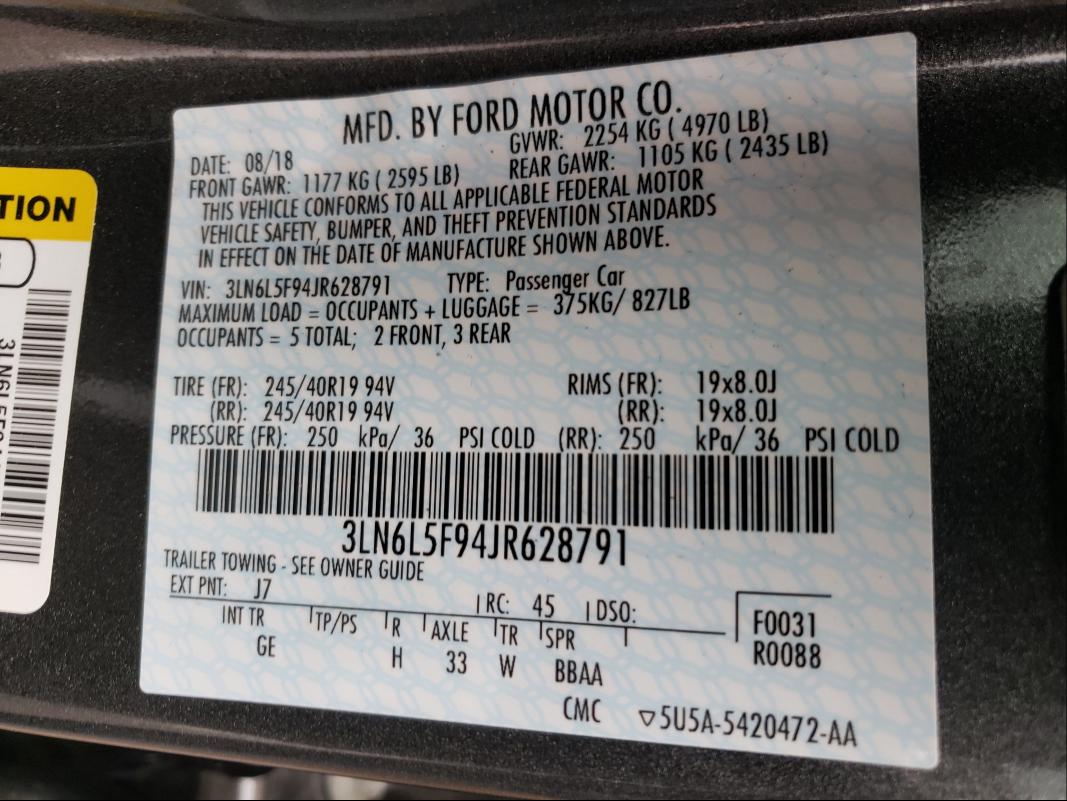 MFD. BY FORD MOTOR CO.
DATE: 08/18 GVWR: 2254 KG ( 4970 LB)
FRONT GAWR: 1177 KG ( 2595 LB) REAR GAWR: 1105 KG ( 2435 LB)
THIS VEHICLE CONFORMS TO ALL APPLICABLE FEDERAL MOTOR
VEHICLE SAFETY, BUMPER, AND THEFT PREVENTION STANDARDS
IN EFFECT ON THE DATE OF MANUFACTURE SHOWN ABOVE.
VIN: 3LN6L5F94JR628791 TYPE: Passenger Car
MAXIMUM LOAD = OCCUPANTS + LUGGAGE = 375KG/ 827LB
OCCUPANTS = 5 TOTAL; 2 FRONT, 3 REAR
TIRE (FR): 245/40R19 94V RIMS (FR): 19x8.0J
(RR): 245/40R19 94V (RR): 19x8.0J
PRESSURE (FR): 250 kPa/ 36 PSI COLD (RR): 250 kPa/ 36 PSI COLD
3LN6L5F94JR628791
TRAILER TOWING - SEE OWNER GUIDE
EXT PNT: J7 RC: 45 DSO:
INT TR TP/PS R AXLE TR SPR
GE H 33 W BBAA
F0031
R0088
CMC ▽5U5A-5420472-AA
TION